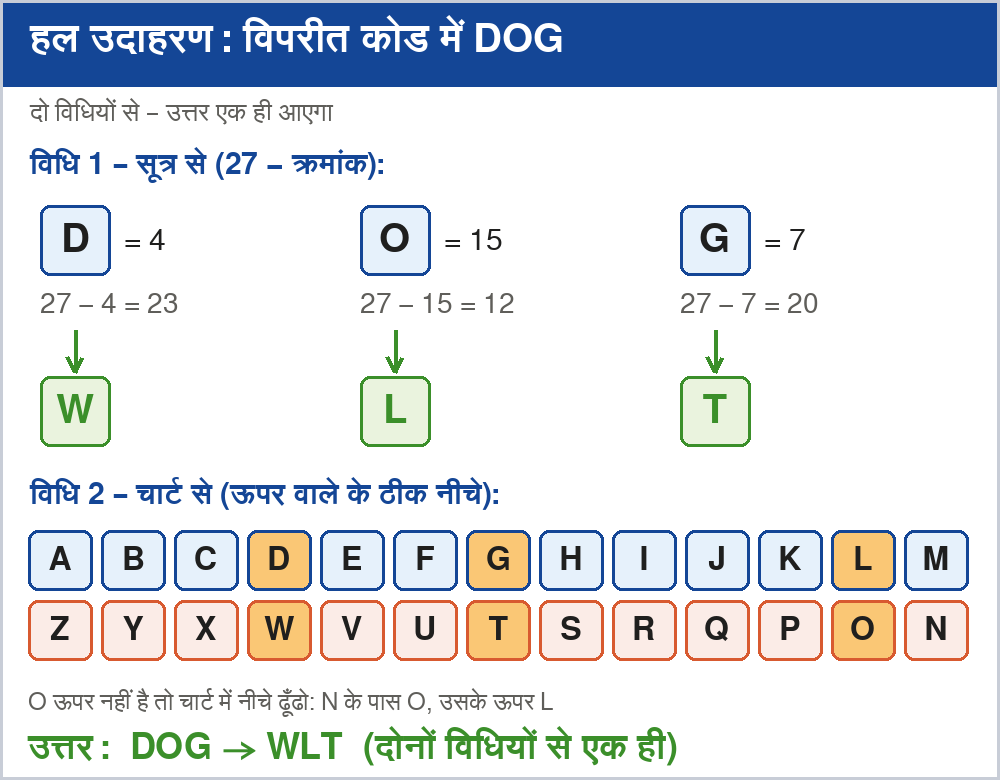 हल उदाहरण : विपरीत कोड में DOG
दो विधियों से – उत्तर एक ही आएगा
विधि 1 – सूत्र से (27 – क्रमांक):
D = 4 O = 15 G = 7
27 – 4 = 23 27 – 15 = 12 27 – 7 = 20
W L T
विधि 2 – चार्ट से (ऊपर वाले के ठीक नीचे):
A B C D E F G H I J K L M
Z Y X W V U T S R Q P O N
O ऊपर नहीं है तो चार्ट में नीचे ढूँढो: N के पास O, उसके ऊपर L
उत्तर : DOG → WLT (दोनों विधियों से एक ही)